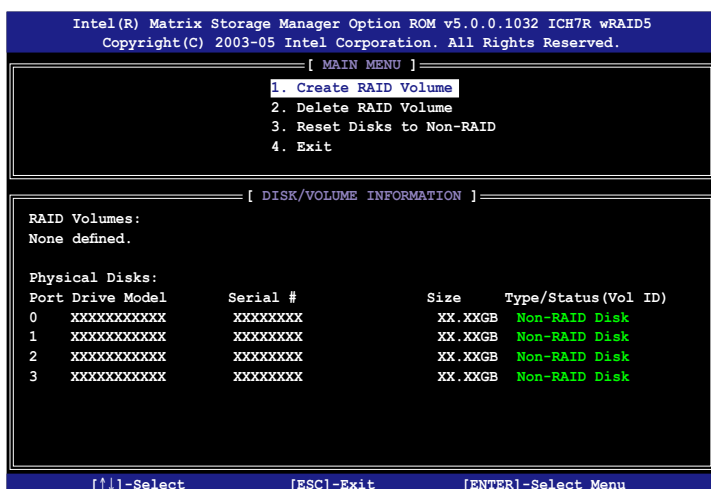 Intel(R) Matrix Storage Manager Option ROM v5.0.0.1032 ICH7R wRAID5
Copyright(C) 2003-05 Intel Corporation. All Rights Reserved.
[ MAIN MENU ]
1. Create RAID Volume
2. Delete RAID Volume
3. Reset Disks to Non-RAID
4. Exit
[ DISK/VOLUME INFORMATION ]
RAID Volumes:
None defined.
Physical Disks:
Port Drive Model Serial # Size Type/Status(Vol ID)
0 XXXXXXXXXXX XXXXXXXX XX.XXGB Non-RAID Disk
1 XXXXXXXXXXX XXXXXXXX XX.XXGB Non-RAID Disk
2 XXXXXXXXXXX XXXXXXXX XX.XXGB Non-RAID Disk
3 XXXXXXXXXXX XXXXXXXX XX.XXGB Non-RAID Disk
[↑↓]-Select [ESC]-Exit [ENTER]-Select Menu